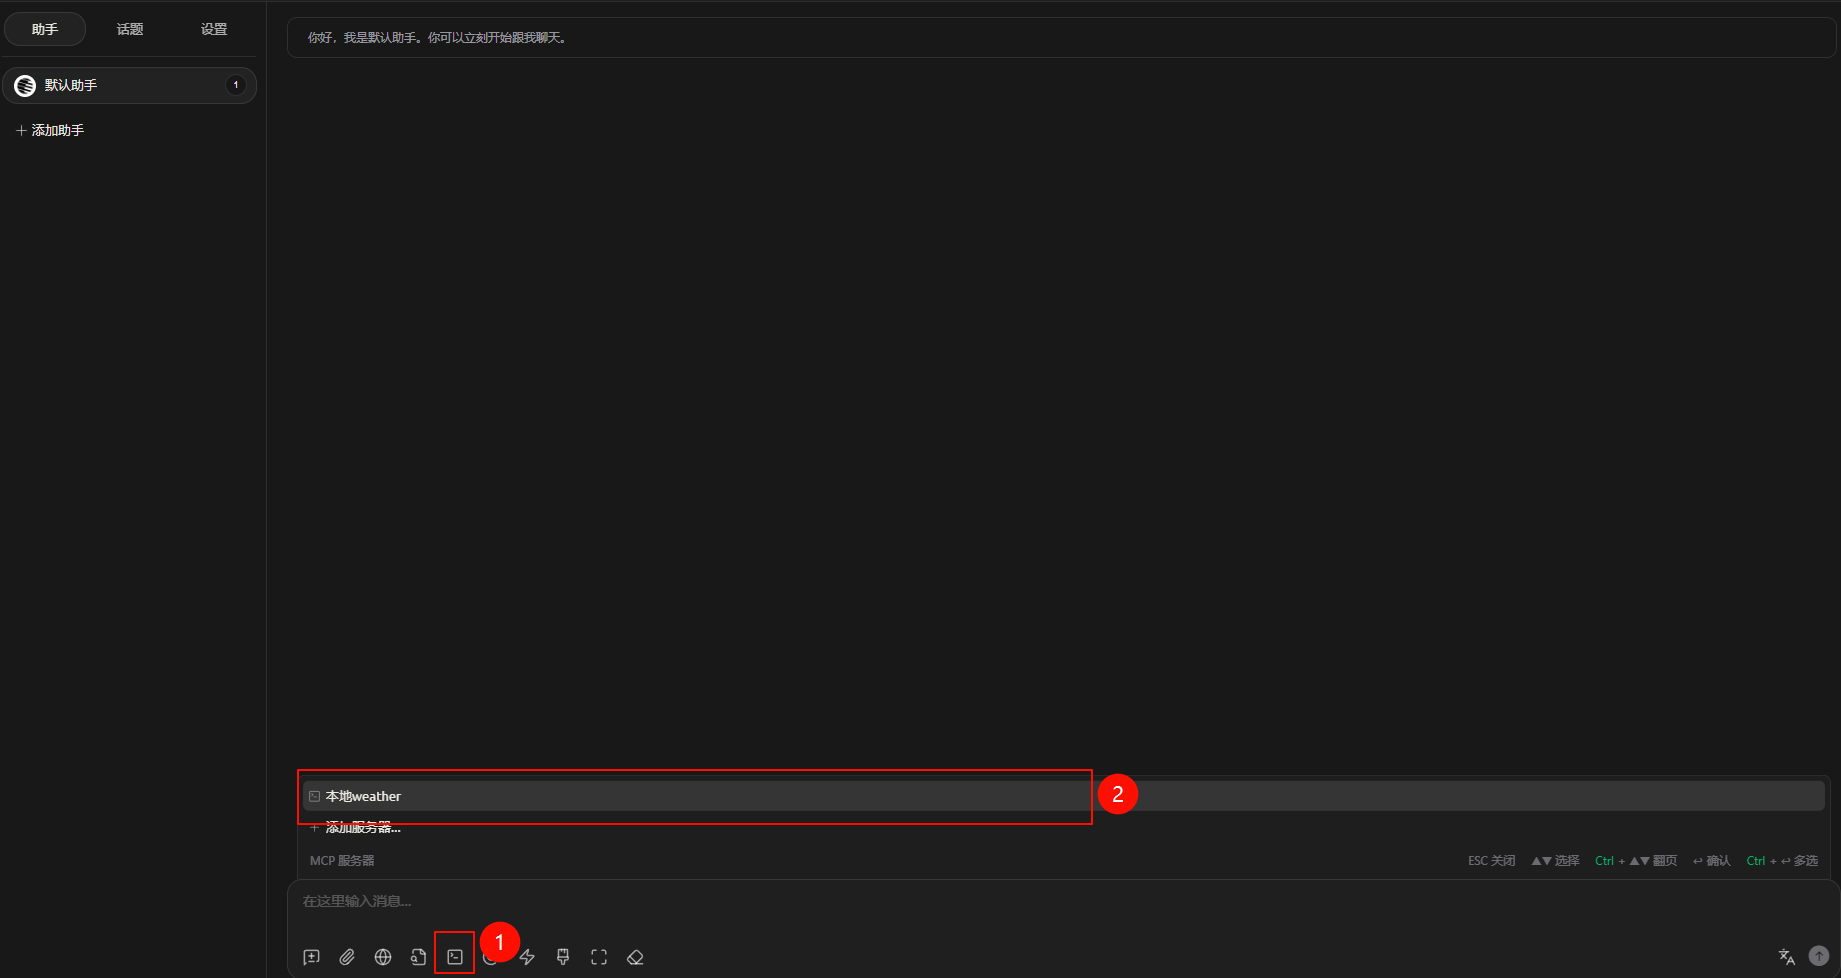 助手 话题 设置
默认助手 1
添加助手
你好，我是默认助手。你可以立刻开始跟我聊天。
本地weather
2
添加服务器...
MCP 服务器 ESC 关闭 ▲▼ 选择 Ctrl + ▲▼ 翻页 ↩ 确认 Ctrl + ↩ 多选
在这里输入消息...
1